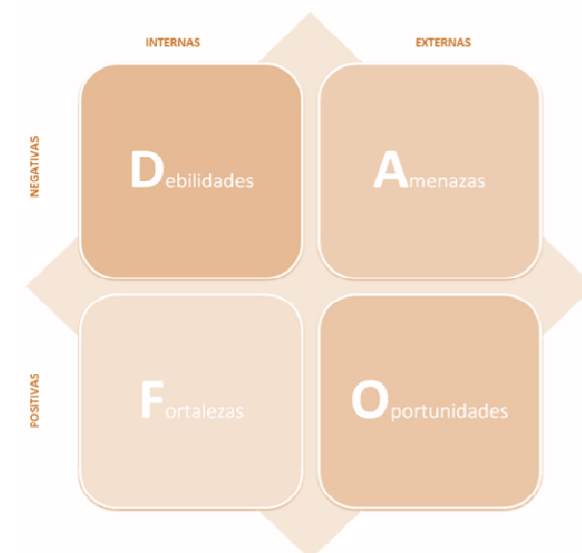 INTERNAS EXTERNAS
NEGATIVAS
Debilidades Amenazas
POSITIVAS
Fortalezas Oportunidades